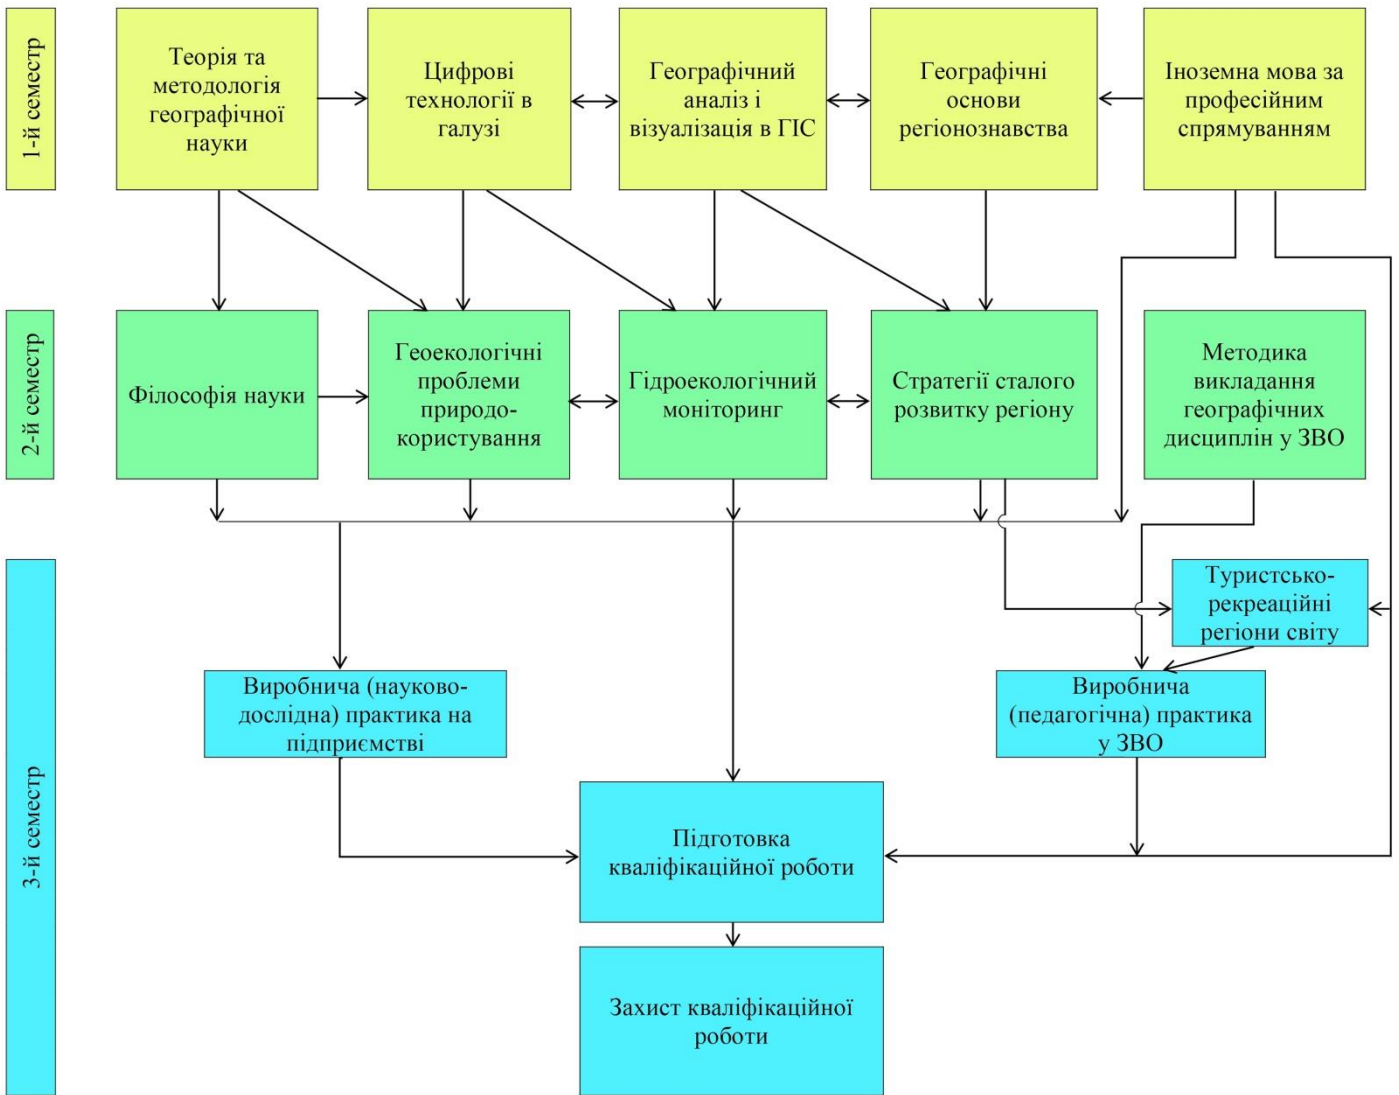 1-й семестр
Теорія та
методологія
географічної
науки
Цифрові
технології в
галузі
Географічний
аналіз і
візуалізація в ГІС
Географічні
основи
регіонознавства
Іноземна мова за
професійним
спрямуванням
2-й семестр
Філософія науки
Геоекологічні
проблеми
природо-
користування
Гідроекологічний
моніторинг
Стратегії сталого
розвитку регіону
Методика
викладання
географічних
дисциплін у ЗВО
3-й семестр
Туристсько-
рекреаційні
регіони світу
Виробнича (науково-
дослідна) практика на
підприємстві
Виробнича
(педагогічна) практика
у ЗВО
Підготовка
кваліфікаційної роботи
Захист кваліфікаційної
роботи